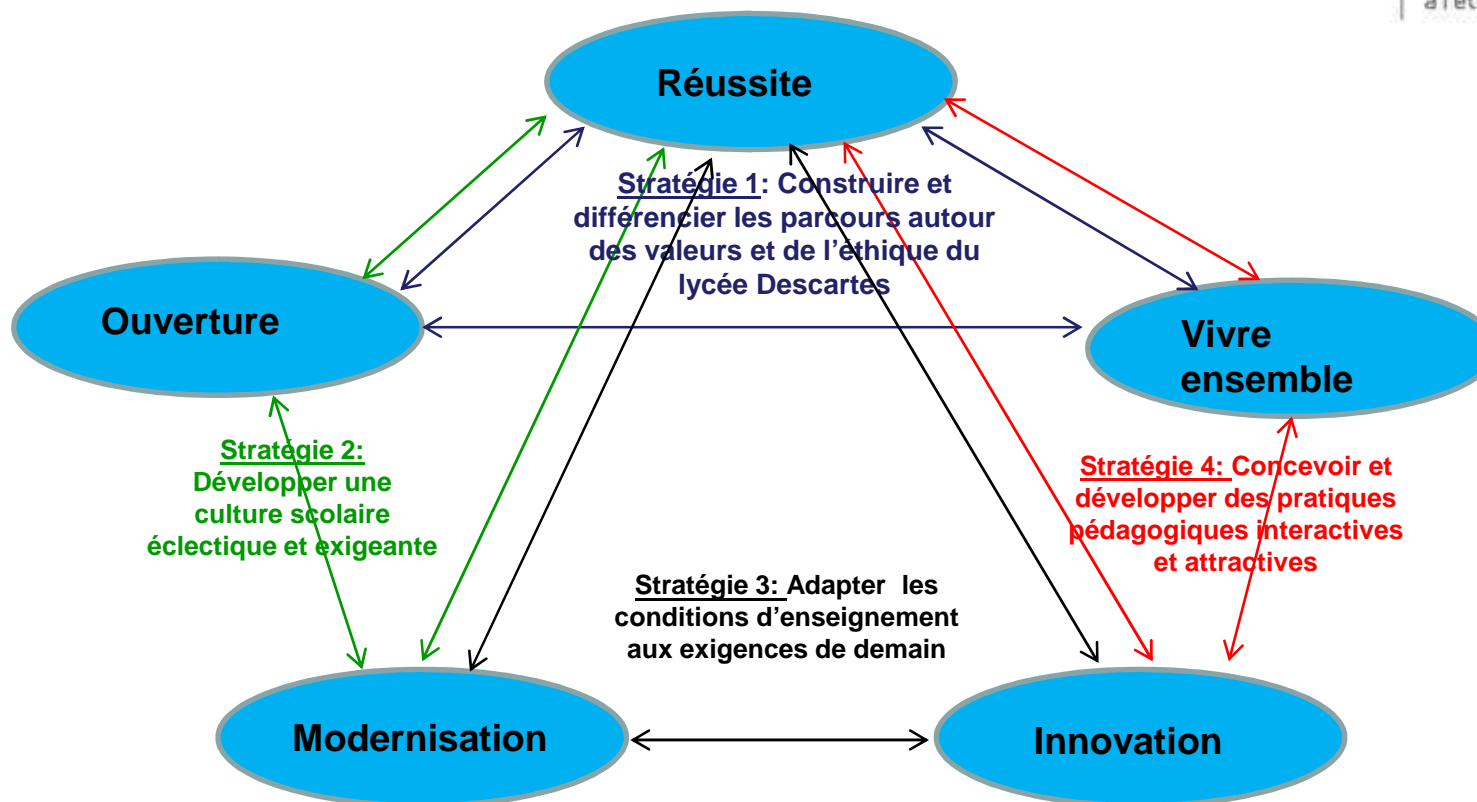 Réussite
Stratégie 1: Construire et
différencier les parcours autour
des valeurs et de l'éthique du
lycée Descartes
Ouverture
Vivre
ensemble
Stratégie 2:
Développer une
culture scolaire
éclectique et exigeante
Stratégie 4: Concevoir et
développer des pratiques
pédagogiques interactives
et attractives
Stratégie 3: Adapter les
conditions d'enseignement
aux exigences de demain
Modernisation
Innovation